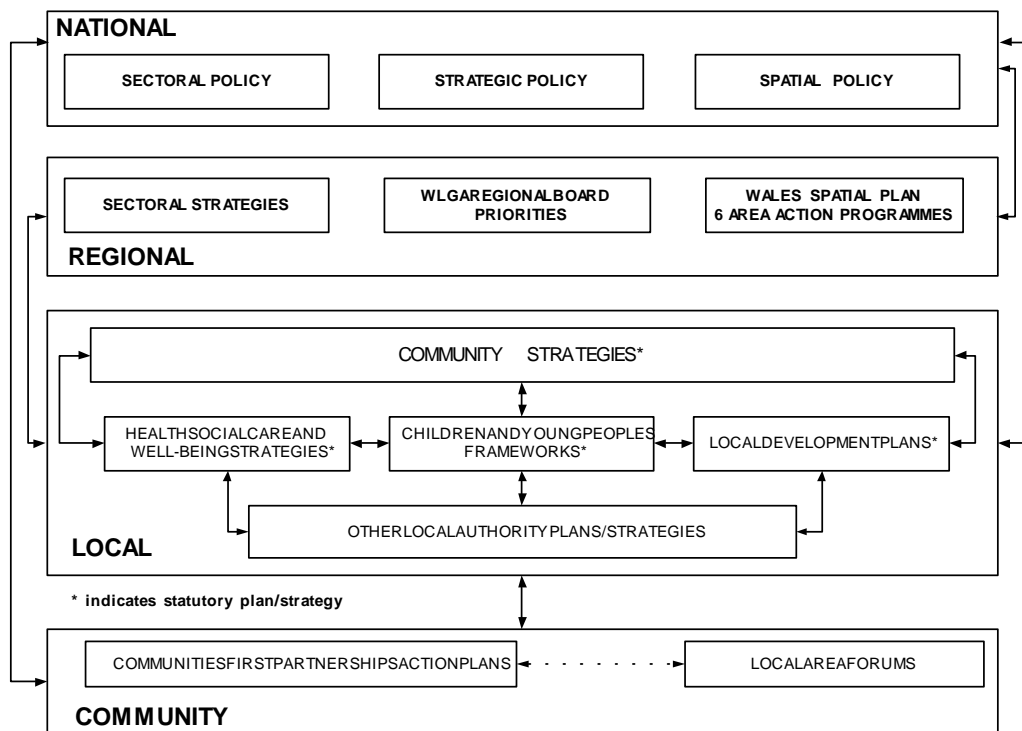 NATIONAL
SECTORAL POLICY
STRATEGIC POLICY
SPATIAL POLICY
SECTORAL STRATEGIES
WLGAREGIONALBOARD
PRIORITIES
WALES SPATIAL PLAN
6 AREA ACTION PROGRAMMES
REGIONAL
COMMUNITY STRATEGIES*
HEALTHSOCIALCAREAND
WELL-BEINGSTRATEGIES*
CHILDRENANDYOUNGPEOPLES
FRAMEWORKS*
LOCALDEVELOPMENTPLANS*
OTHERLOCALAUTHORITYPLANS/STRATEGIES
LOCAL
* indicates statutory plan/strategy
COMMUNITIESFIRSTPARTNERSHIPSACTIONPLANS
LOCALAREAFORUMS
COMMUNITY